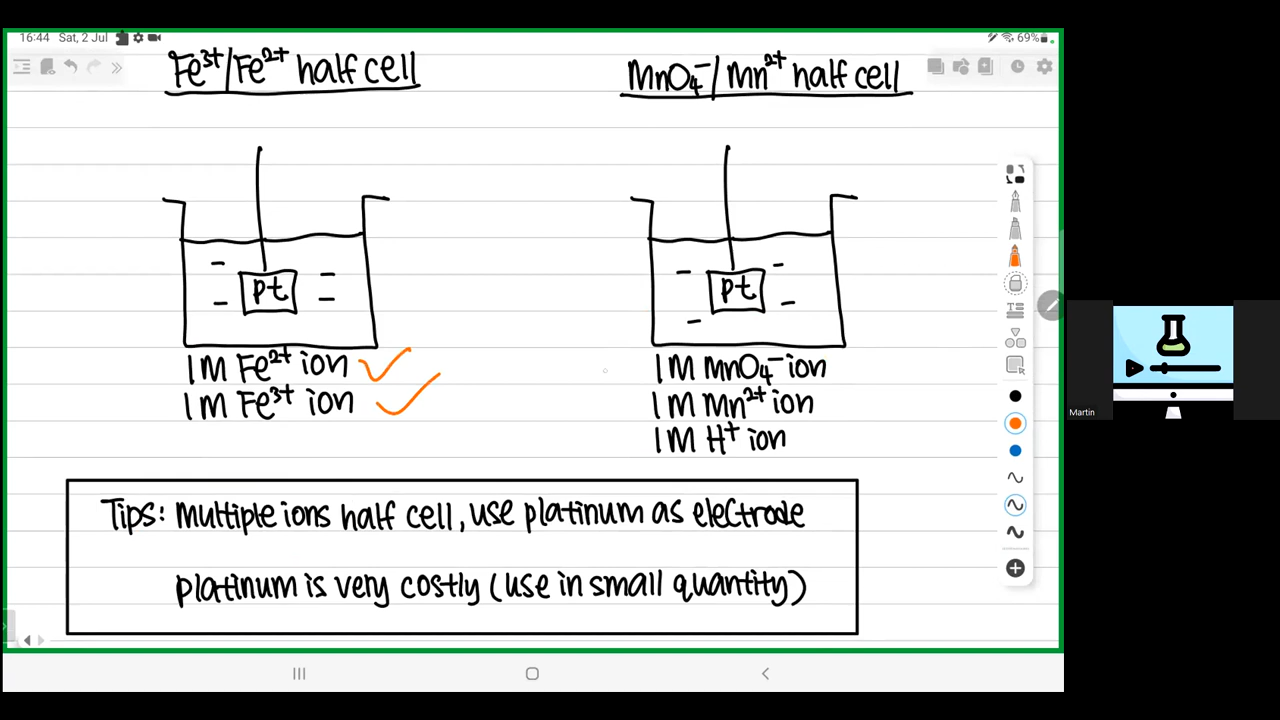 16:44 Sat, 2 Jul
69%
Fe³⁺/Fe²⁺ half cell
MnO₄⁻/Mn²⁺ half cell
pt
pt
1M Fe²⁺ ion
1M Fe³⁺ ion
1M MnO₄⁻ ion
1M Mn²⁺ ion
1M H⁺ ion
Tips: multiple ions half cell, use platinum as electrode
platinum is very costly (use in small quantity)
Martin